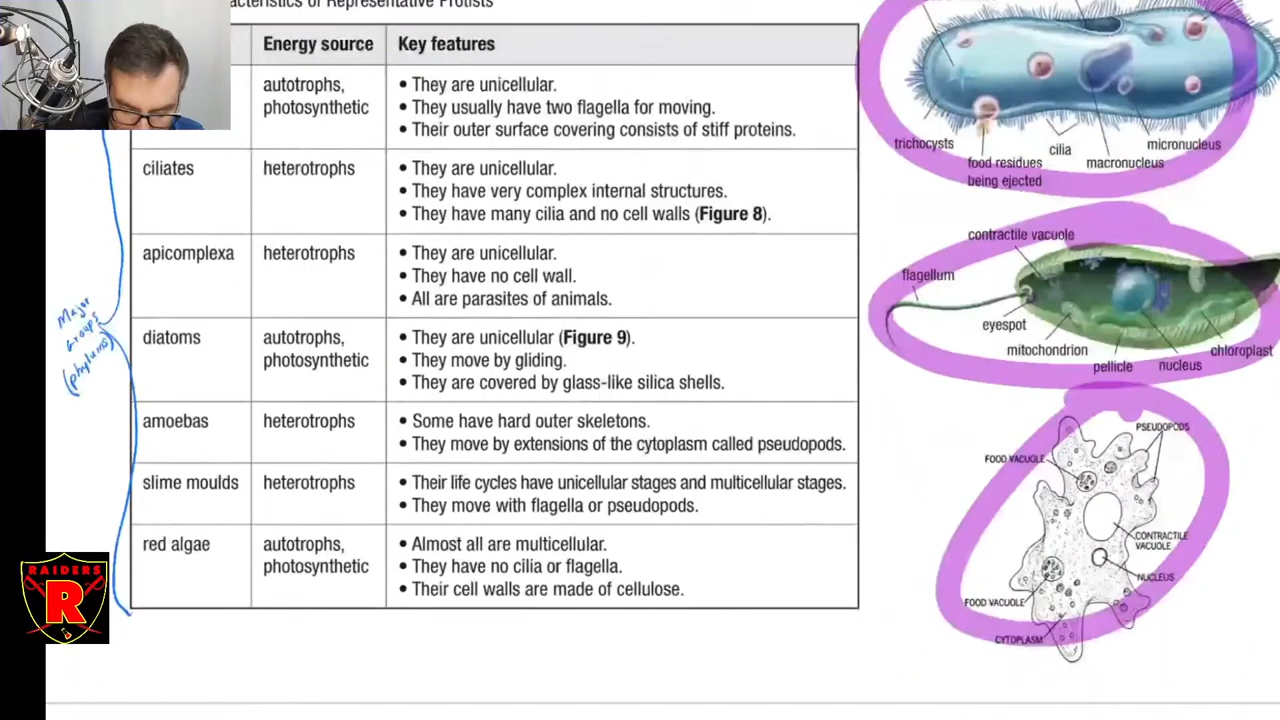 acteristics of Representative Protists
Energy source
Key features
autotrophs,
photosynthetic
• They are unicellular.
• They usually have two flagella for moving.
• Their outer surface covering consists of stiff proteins.
ciliates
heterotrophs
• They are unicellular.
• They have very complex internal structures.
• They have many cilia and no cell walls (Figure 8).
apicomplexa
heterotrophs
• They are unicellular.
• They have no cell wall.
• All are parasites of animals.
diatoms
autotrophs,
photosynthetic
• They are unicellular (Figure 9).
• They move by gliding.
• They are covered by glass-like silica shells.
amoebas
heterotrophs
• Some have hard outer skeletons.
• They move by extensions of the cytoplasm called pseudopods.
slime moulds
heterotrophs
• Their life cycles have unicellular stages and multicellular stages.
• They move with flagella or pseudopods.
red algae
autotrophs,
photosynthetic
• Almost all are multicellular.
• They have no cilia or flagella.
• Their cell walls are made of cellulose.
Major
Groups
(phylums)
RAIDERS
R
trichocysts
food residues
being ejected
cilia
macronucleus
micronucleus
contractile vacuole
flagellum
eyespot
mitochondrion
pellicle
nucleus
chloroplast
PSEUDOPODS
FOOD VACUOLE
CONTRACTILE
VACUOLE
NUCLEUS
FOOD VACUOLE
CYTOPLASM